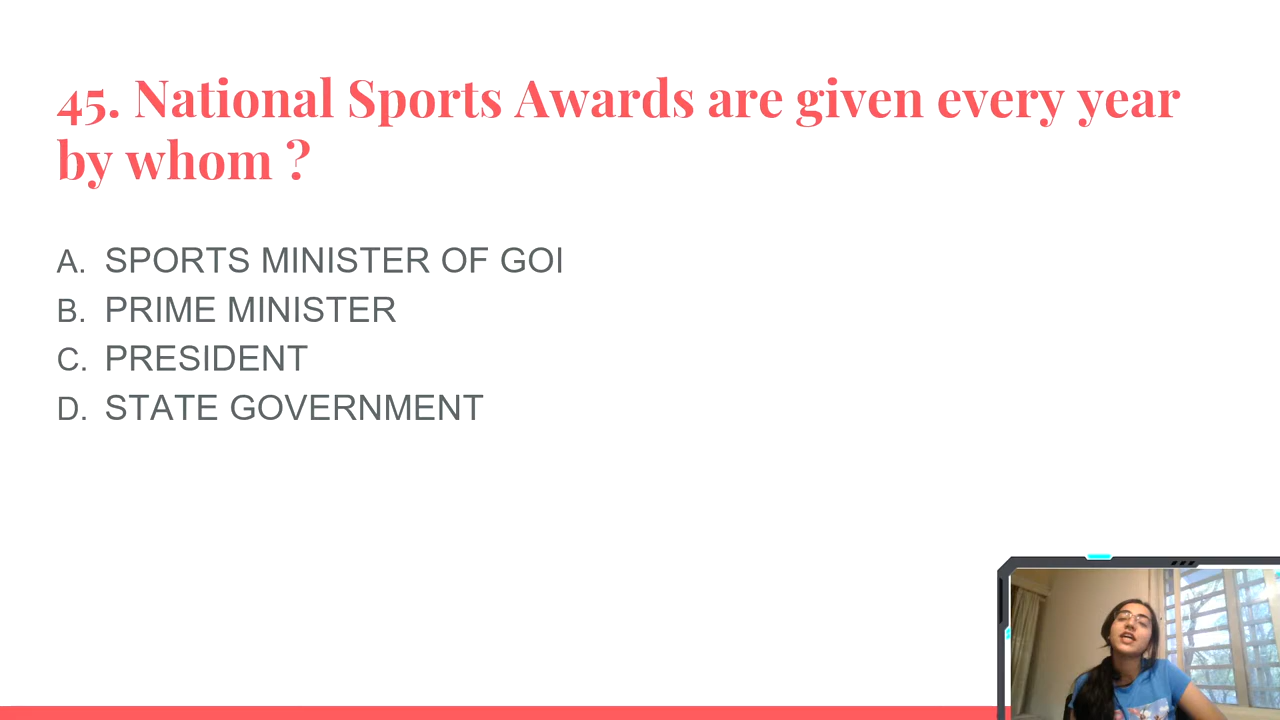 45. National Sports Awards are given every year
by whom ?
A. SPORTS MINISTER OF GOI
B. PRIME MINISTER
C. PRESIDENT
D. STATE GOVERNMENT